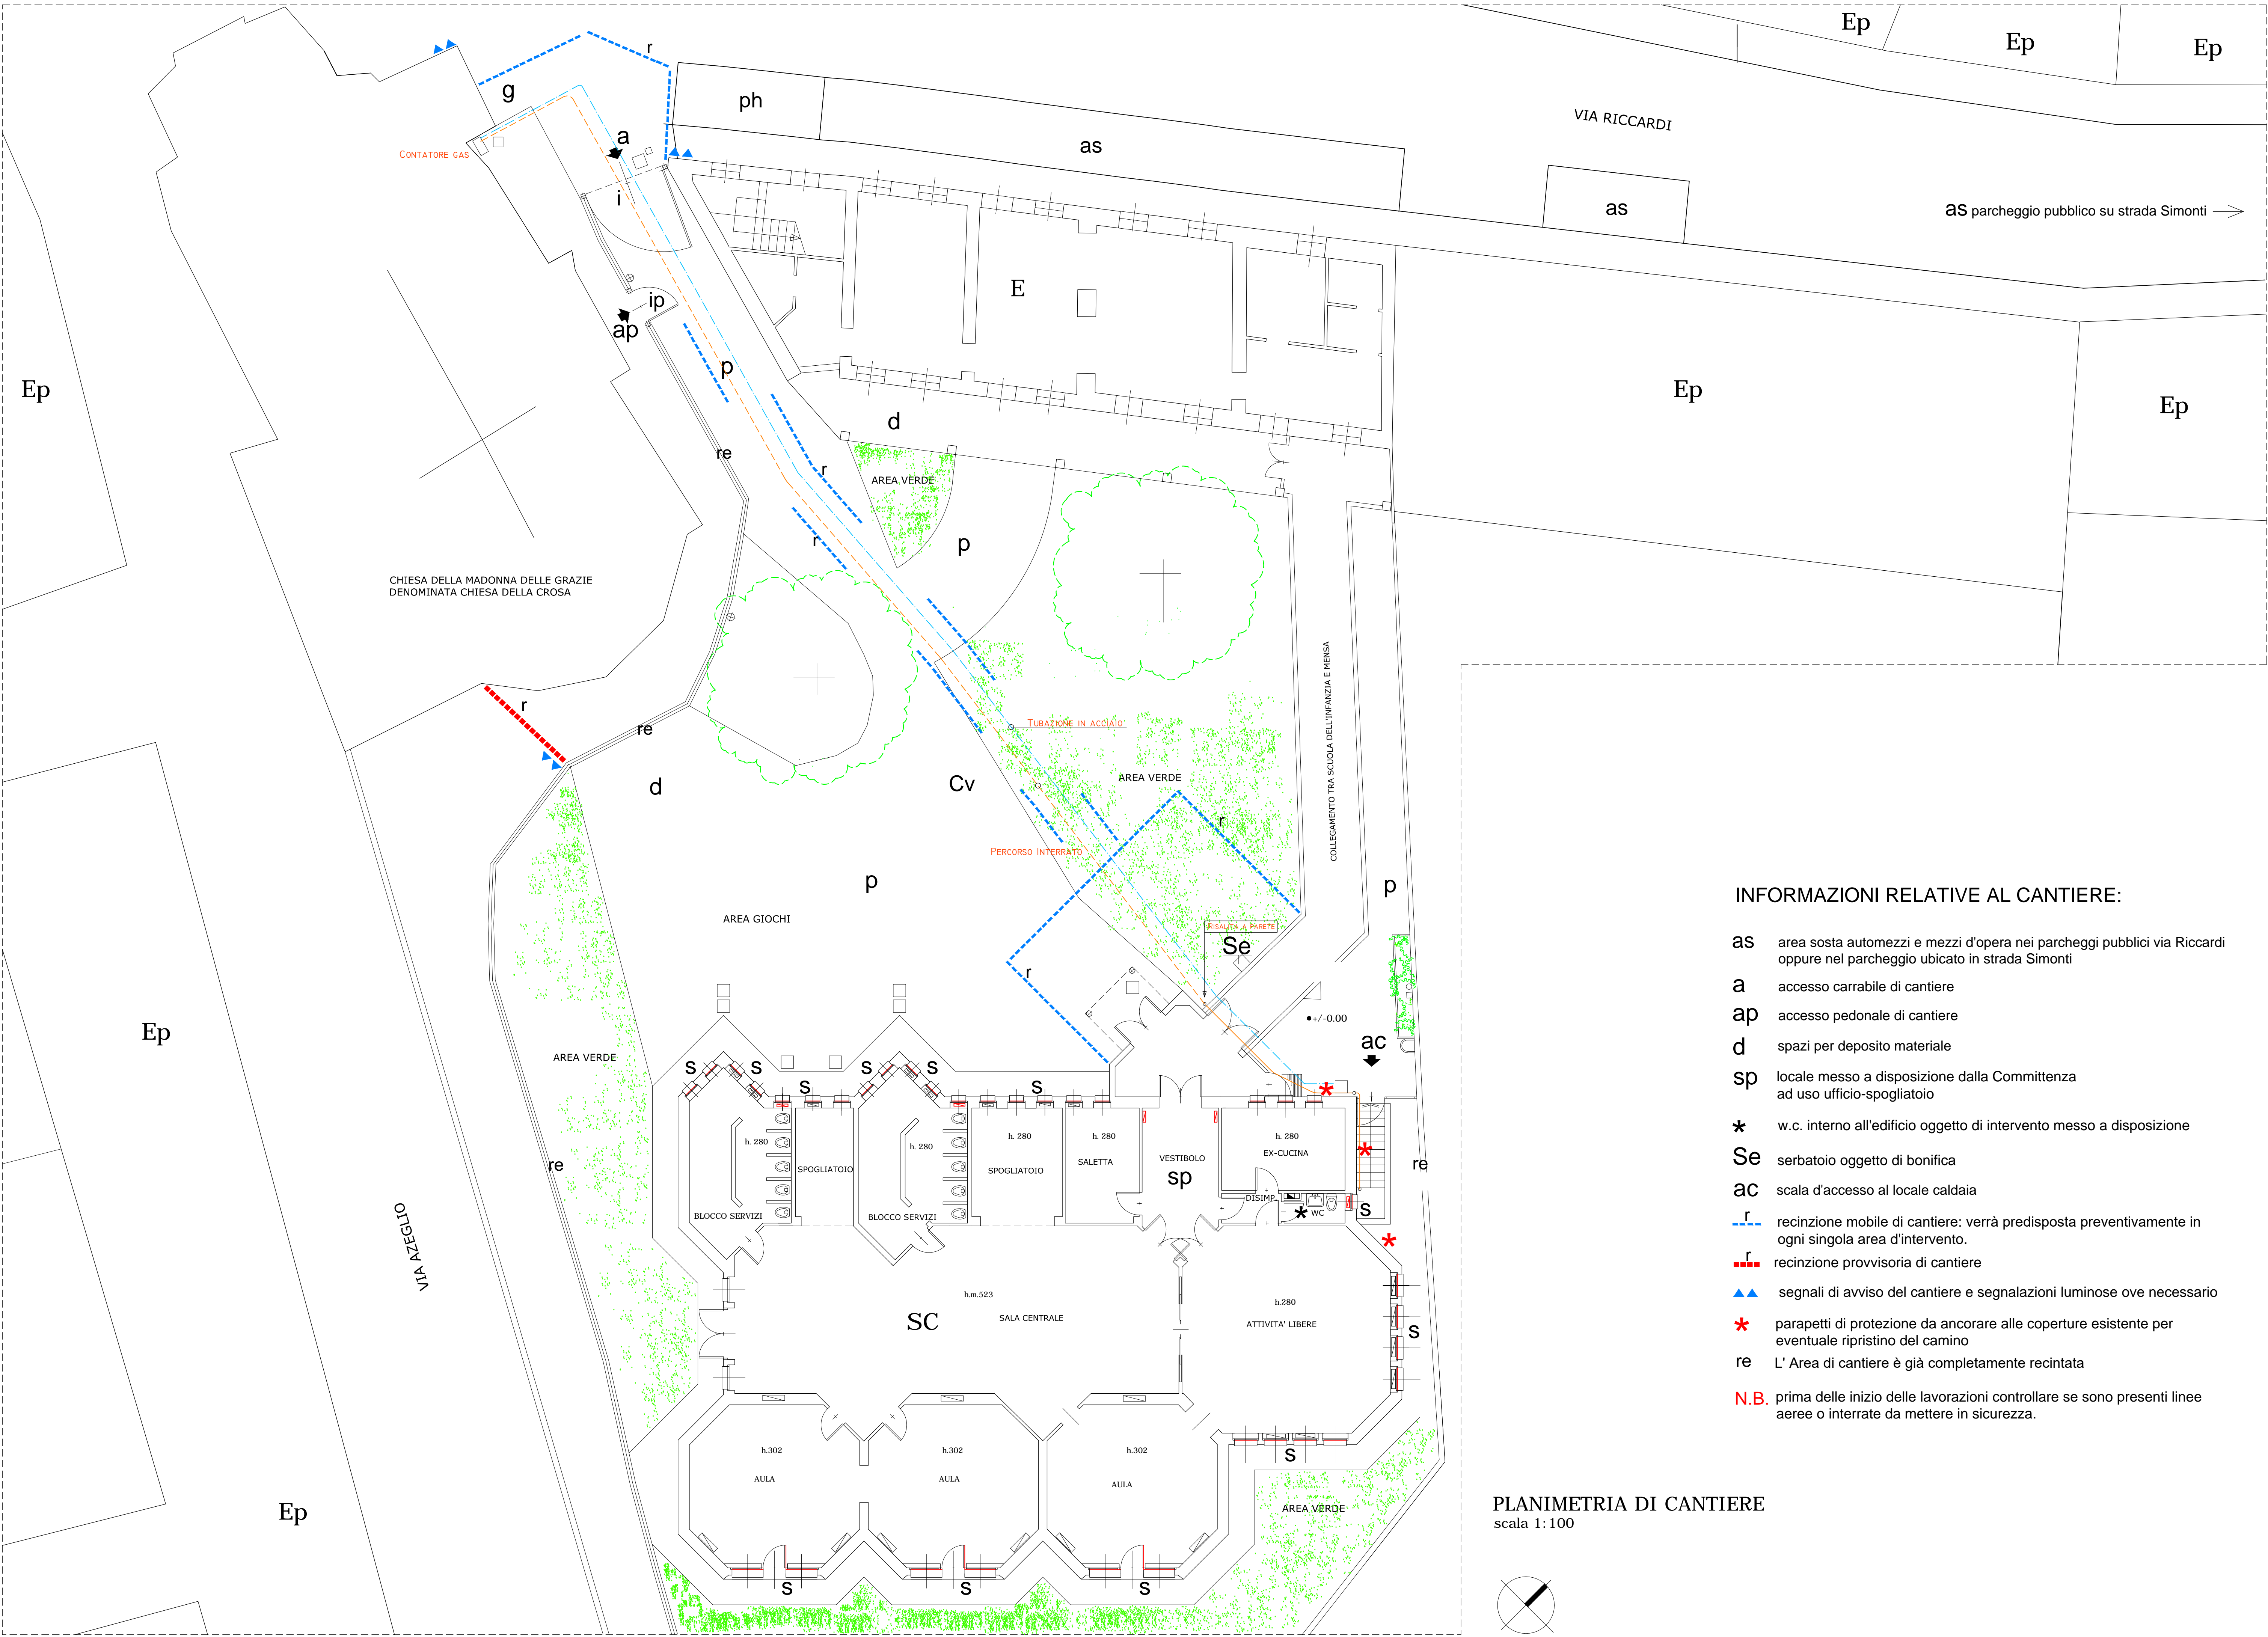 Ep
Ep
Ep
r
g
ph
VIA RICCARDI
a
CONTATORE GAS
as
i
as
as parcheggio pubblico su strada Simonti
E
ip
ap
p
Ep
Ep
Ep
d
re
r
AREA VERDE
r
p
CHIESA DELLA MADONNA DELLE GRAZIE
DENOMINATA CHIESA DELLA CROSA
COLLEGAMENTO TRA SCUOLA DELL'INFANZIA E MENSA
r
re
TUBAZIONE IN ACCIAIO
d
Cv
AREA VERDE
r
PERCORSO INTERRATO
p
p
AREA GIOCHI
RISALITA A PARETE
Se
r
+/-0.00
Ep
ac
AREA VERDE
s
s
s
s
s
s
*
h. 280
h. 280
h. 280
h. 280
h. 280
*
SPOGLIATOIO
SPOGLIATOIO
SALETTA
VESTIBOLO
EX-CUCINA
re
re
sp
DISIMP.
BLOCCO SERVIZI
BLOCCO SERVIZI
*
WC
s
*
VIA AZEGLIO
h.m.523
h.280
SC
SALA CENTRALE
ATTIVITA' LIBERE
s
h.302
h.302
h.302
s
AULA
AULA
AULA
AREA VERDE
Ep
s
s
s
INFORMAZIONI RELATIVE AL CANTIERE:
as area sosta automezzi e mezzi d'opera nei parcheggi pubblici via Riccardi
oppure nel parcheggio ubicato in strada Simonti
a accesso carrabile di cantiere
ap accesso pedonale di cantiere
d spazi per deposito materiale
sp locale messo a disposizione dalla Committenza
ad uso ufficio-spogliatoio
* w.c. interno all'edificio oggetto di intervento messo a disposizione
Se serbatoio oggetto di bonifica
ac scala d'accesso al locale caldaia
r recinzione mobile di cantiere: verrà predisposta preventivamente in
ogni singola area d'intervento.
r recinzione provvisoria di cantiere
segnali di avviso del cantiere e segnalazioni luminose ove necessario
* parapetti di protezione da ancorare alle coperture esistente per
eventuale ripristino del camino
re L' Area di cantiere è già completamente recintata
N.B. prima delle inizio delle lavorazioni controllare se sono presenti linee
aeree o interrate da mettere in sicurezza.
PLANIMETRIA DI CANTIERE
scala 1:100